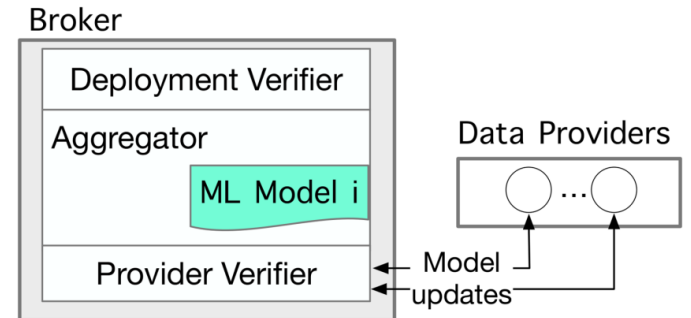 Broker
Deployment Verifier
Aggregator
ML Model i
Provider Verifier
Data Providers
...
Model
updates